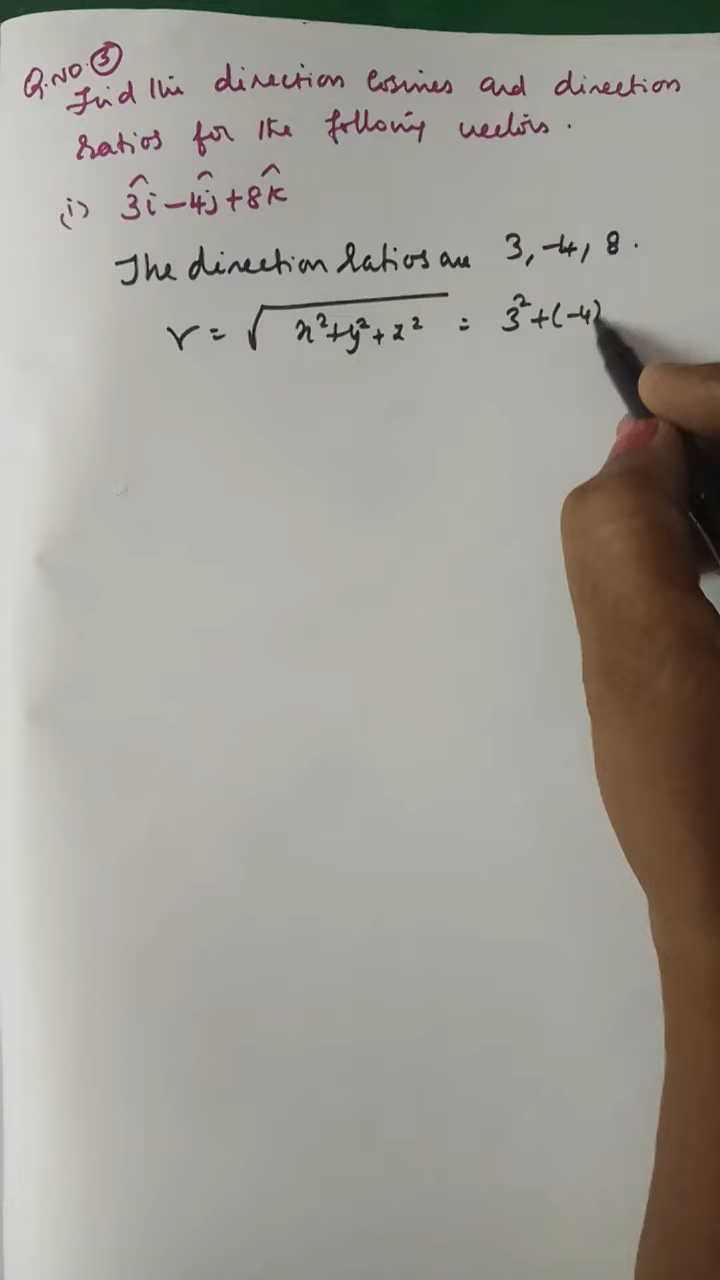 Q.NO.③
Find the direction cosines and direction
ratios for the following vectors.
(i) 3î-4ĵ+8k̂
The direction ratios are 3, -4, 8.
r = √x²+y²+z² = 3²+(-4)